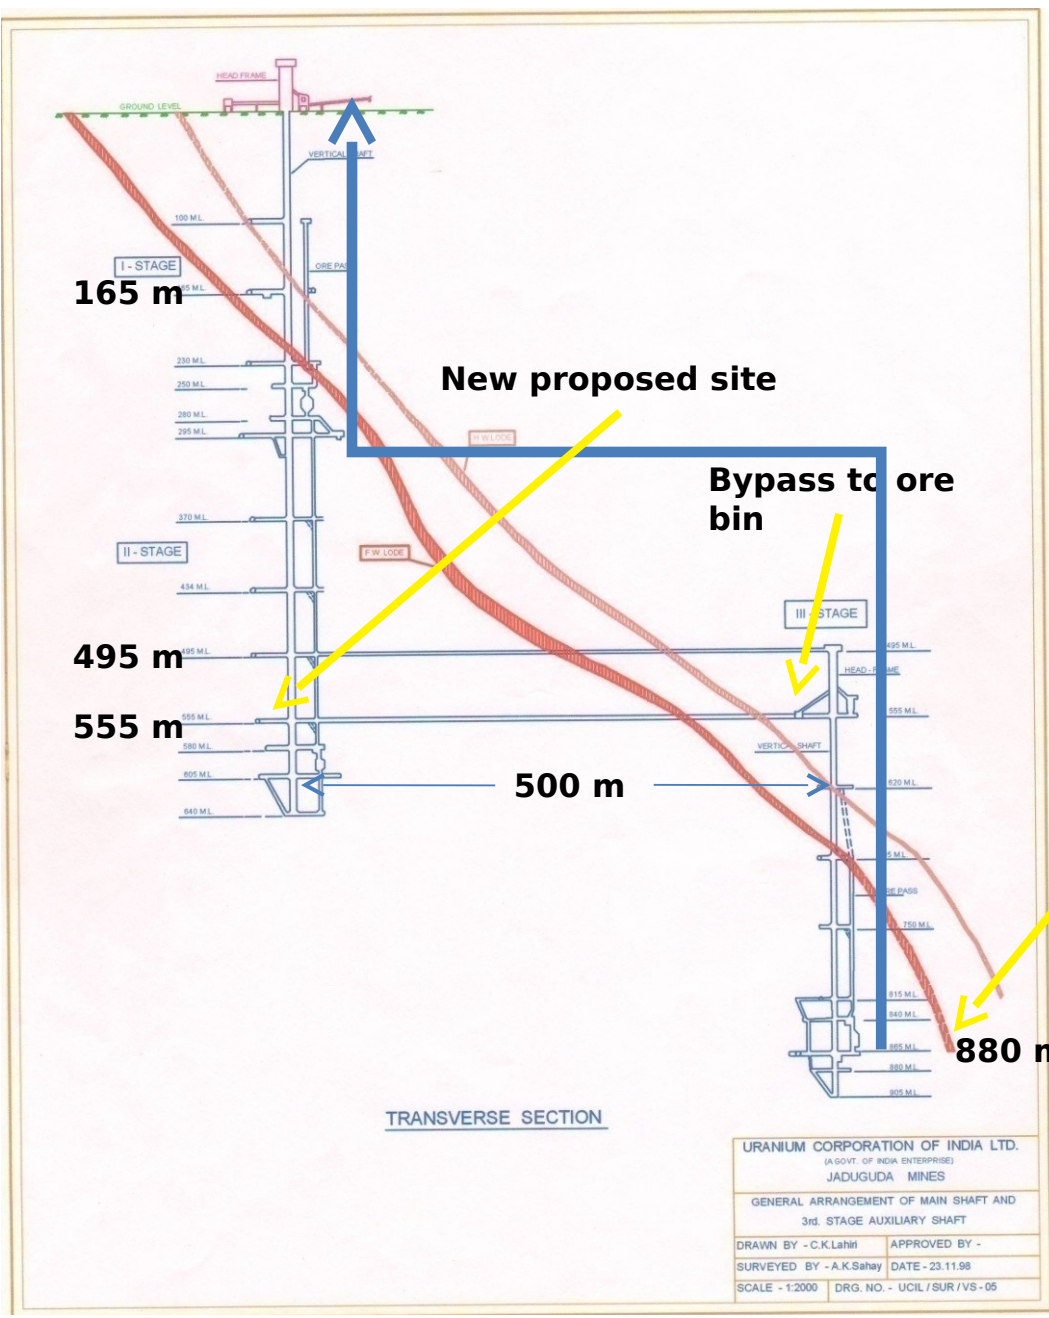 HEAD FRAME
GROUND LEVEL
VERTICAL
100 M.L.
I - STAGE
ORE PASS
165 m
230 M.L.
250 M.L.
New proposed site
280 M.L.
295 M.L.
H.W.LODE
Bypass to ore
bin
370 M.L.
II - STAGE
F.W. LODE
434 M.L.
III - STAGE
495 m
495 M.L.
495 M.L.
HEAD - FRAME
555 m
555 M.L.
555 M.L.
580 M.L.
VERTICAL SHAFT
605 M.L.
500 m
620 M.L.
640 M.L.
5 M.L.
PASS
750 M.L.
815 M.L.
840 M.L.
865 M.L.
880
880 M.L.
905 M.L.
TRANSVERSE SECTION
URANIUM CORPORATION OF INDIA LTD.
(A GOVT. OF INDIA ENTERPRISE)
JADUGUDA MINES
GENERAL ARRANGEMENT OF MAIN SHAFT AND
3rd. STAGE AUXILIARY SHAFT
DRAWN BY - C.K.Lahiri APPROVED BY -
SURVEYED BY - A.K.Sahay DATE - 23.11.98
SCALE - 1:2000 DRG. NO. - UCIL / SUR / VS - 05